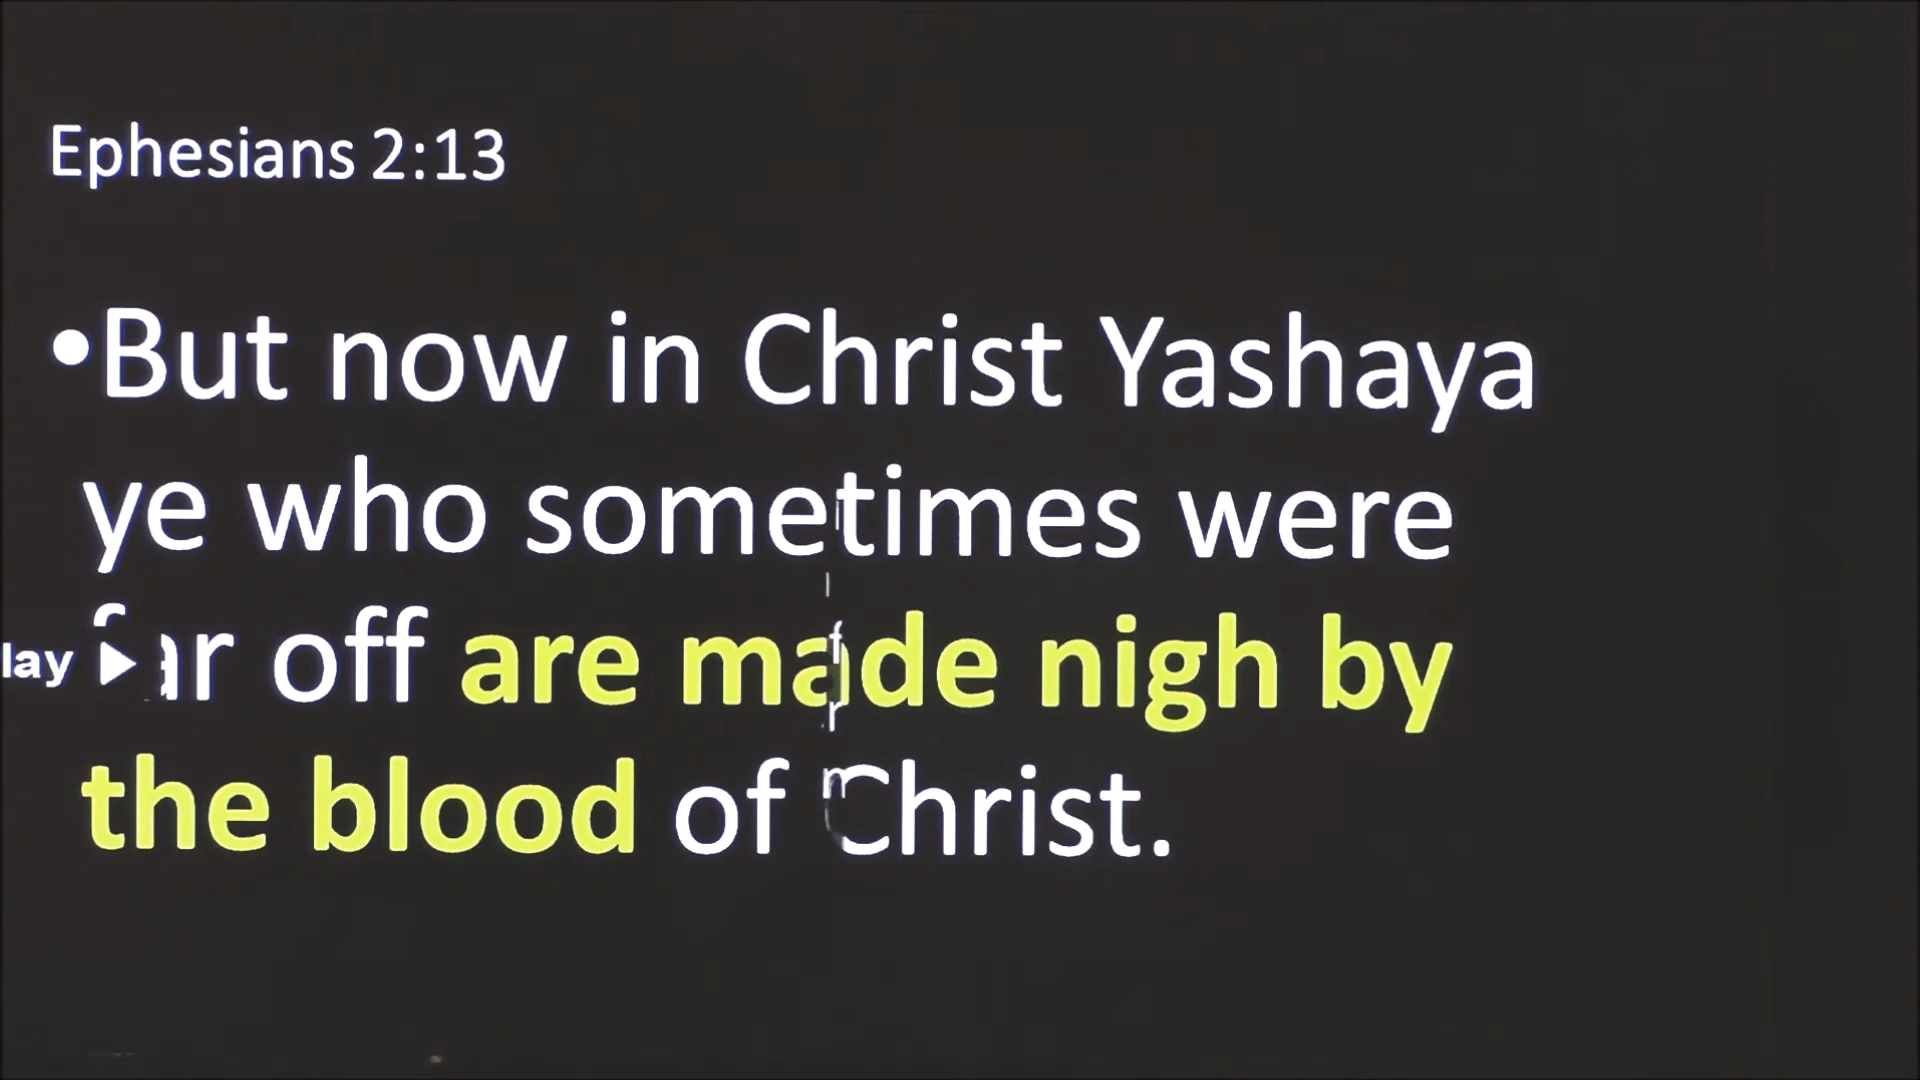 Ephesians 2:13
•But now in Christ Yashaya
ye who sometimes were
far off are made nigh by
lay ▶
the blood of Christ.